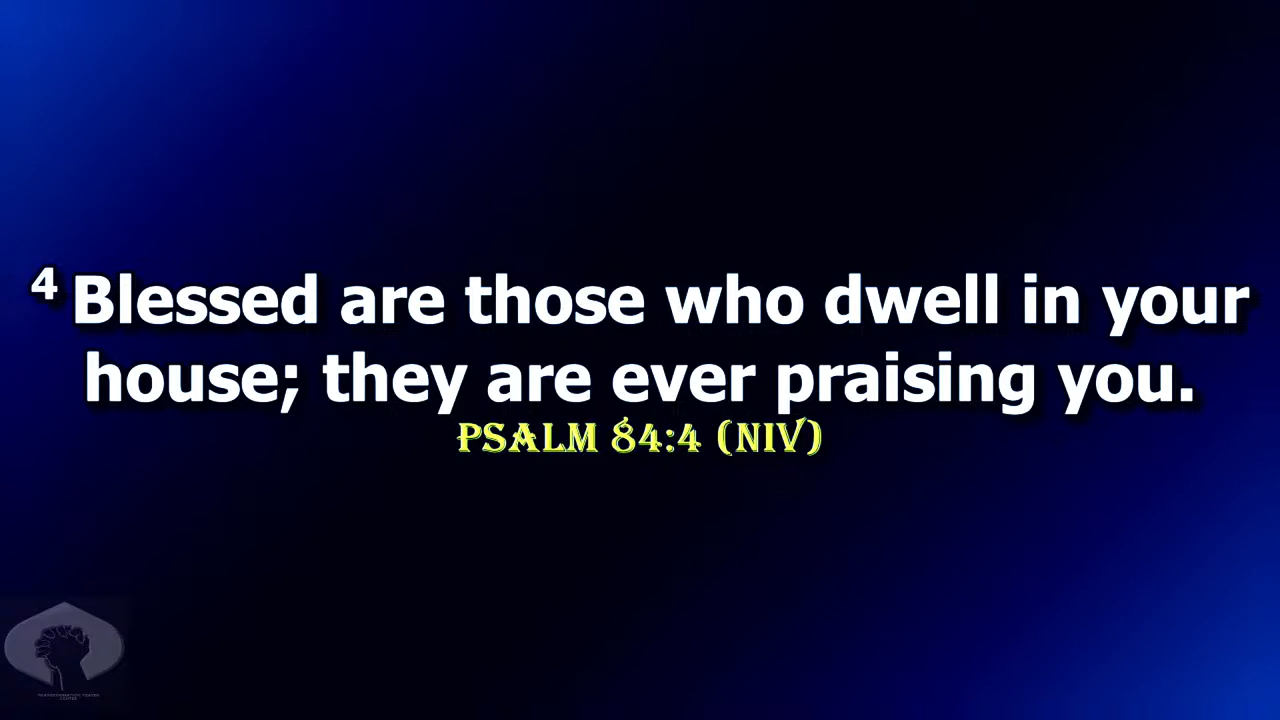 4 Blessed are those who dwell in your
house; they are ever praising you.
PSALM 84:4 (NIV)